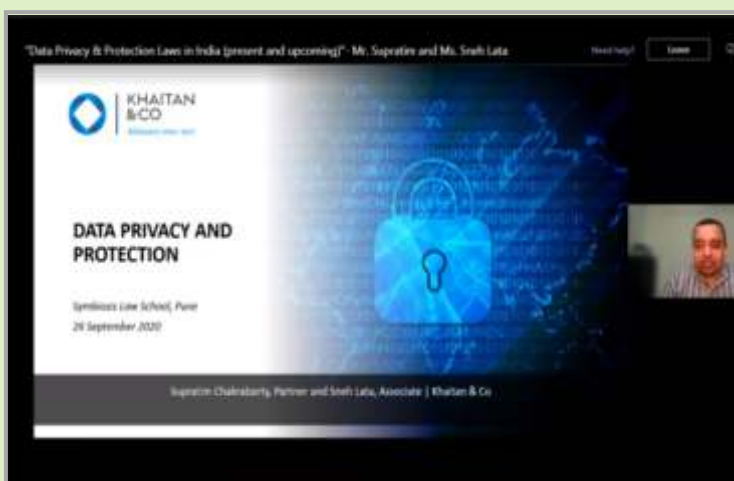 "Data Privacy & Protection Laws in India (present and upcoming)" - Mr. Supratim and Ms. Sneh Lata
Need help?
Leave
KHAITAN
& CO
DATA PRIVACY AND
PROTECTION
Symbiosis Law School, Pune
26 September 2020
Supratim Chakraborty, Partner and Sneh Lata, Associate | Khaitan & Co